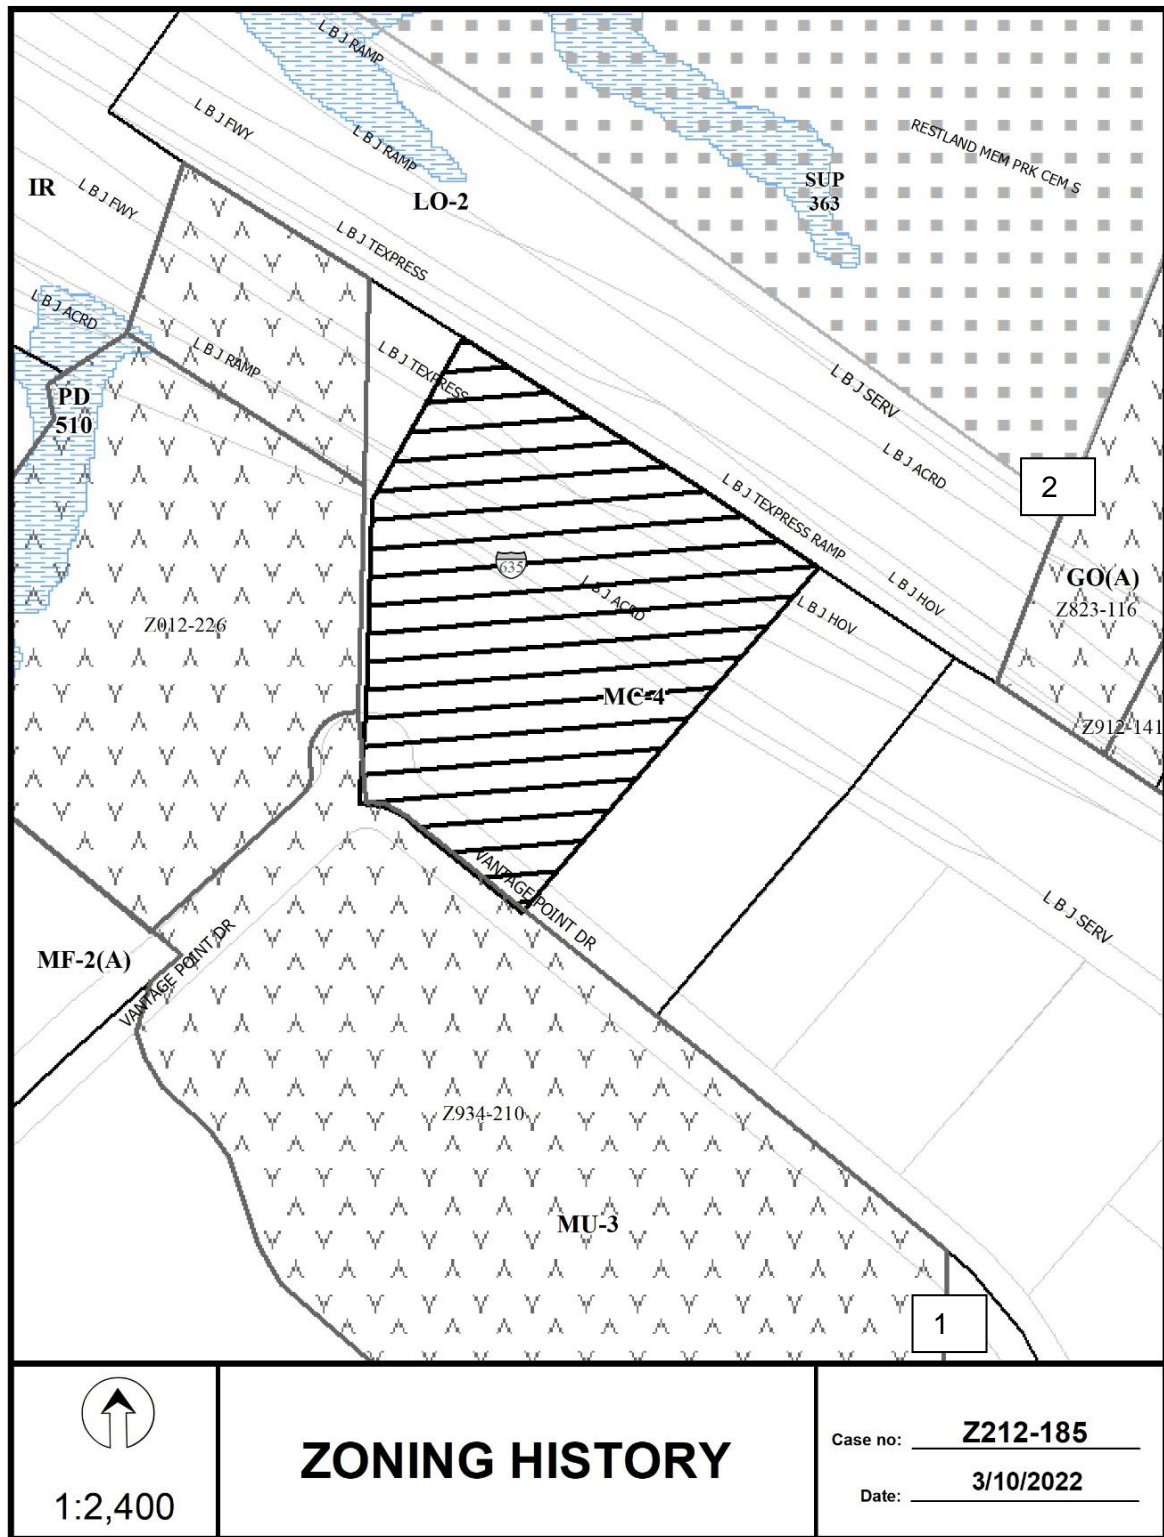 L B J RAMP
L B J FWY
L B J RAMP
RESTLAND MEM PRK CEM S
IR
L B J FWY
LO-2
SUP
363
L B J TEXPRESS
L B J ACRD
L B J RAMP
L B J TEXPRESS
PD
510
L B J SERV
L B J ACRD
2
L B J TEXPRESS RAMP
635
L B J ACRD
L B J HOV
L B J HOV
GO(A)
Z823-116
Z012-226
MC-4
Z912-141
VANTAGE POINT DR
L B J SERV
MF-2(A)
VANTAGE POINT DR
Z934-210
MU-3
1
1:2,400
ZONING HISTORY
Case no: Z212-185
Date: 3/10/2022